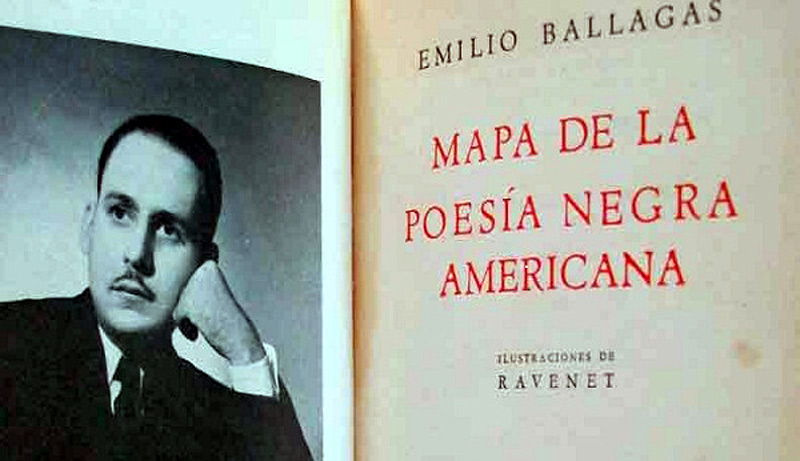 EMILIO BALLAGAS
MAPA DE LA
POESÍA NEGRA
AMERICANA
ILUSTRACIONES DE
RAVENET